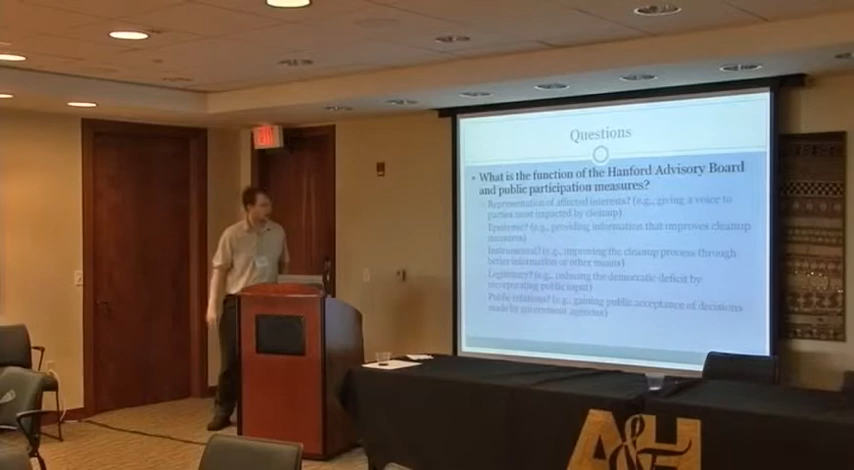 EXIT
Questions
What is the function of the Hanford Advisory Board
and public participation measures?
Representation of affected interests? (e.g., giving a voice to
parties most impacted by cleanup)
Epistemic? (e.g., providing information that improves cleanup
measures)
Instrumental? (e.g., improving the cleanup process through
better information or other means)
Legitimacy? (e.g., reducing the democratic deficit by
incorporating public input)
Public relations? (e.g., gaining public acceptance of decisions
made by government agencies)
A&H